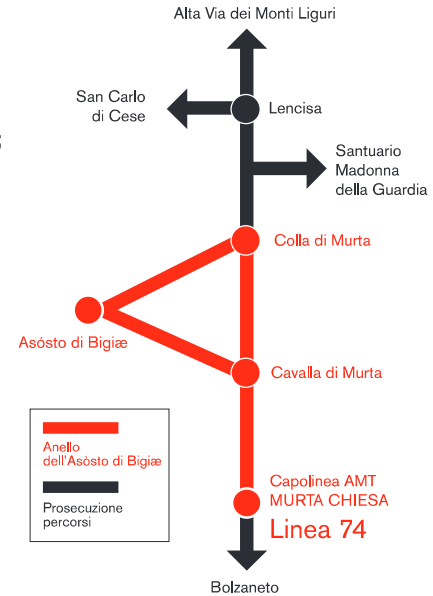 Alta Via dei Monti Liguri
San Carlo
di Cese
Lencisa
Santuario
Madonna
della Guardia
Colla di Murta
Asósto di Bigiæ
Cavalla di Murta
Anello
dell'Asòsto di Bigiæ
Prosecuzione
percorsi
Capolinea AMT
MURTA CHIESA
Linea 74
Bolzaneto